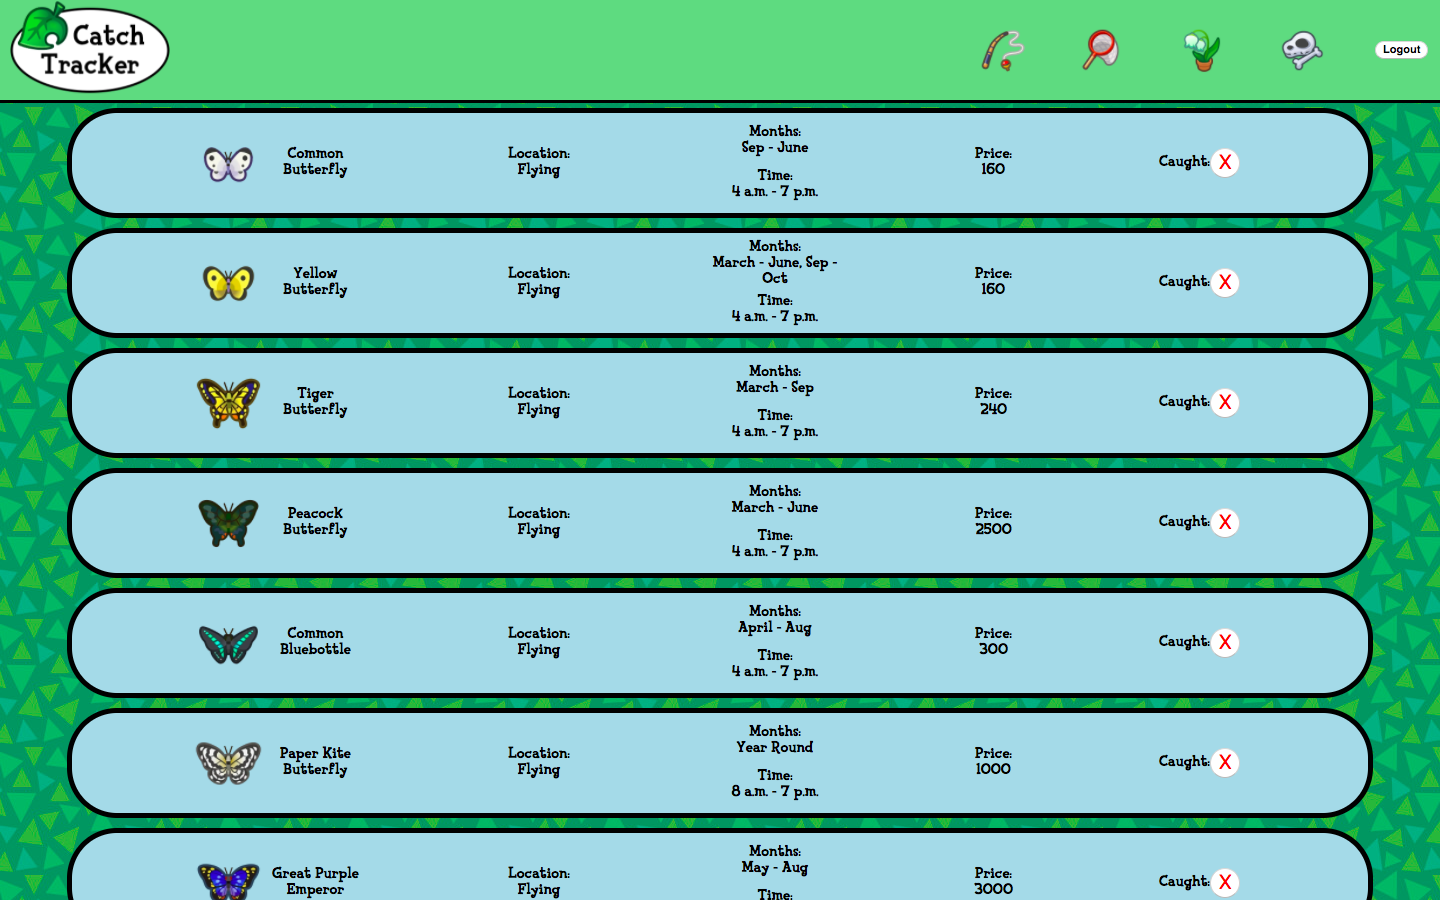 Catch
Tracker
Logout
Common
Butterfly
Location:
Flying
Months:
Sep - June
Time:
4 a.m. - 7 p.m.
Price:
160
Caught: X
Yellow
Butterfly
Location:
Flying
Months:
March - June, Sep -
Oct
Time:
4 a.m. - 7 p.m.
Price:
160
Caught: X
Tiger
Butterfly
Location:
Flying
Months:
March - Sep
Time:
4 a.m. - 7 p.m.
Price:
240
Caught: X
Peacock
Butterfly
Location:
Flying
Months:
March - June
Time:
4 a.m. - 7 p.m.
Price:
2500
Caught: X
Common
Bluebottle
Location:
Flying
Months:
April - Aug
Time:
4 a.m. - 7 p.m.
Price:
300
Caught: X
Paper Kite
Butterfly
Location:
Flying
Months:
Year Round
Time:
8 a.m. - 7 p.m.
Price:
1000
Caught: X
Great Purple
Emperor
Location:
Flying
Months:
May - Aug
Time:
Price:
3000
Caught: X